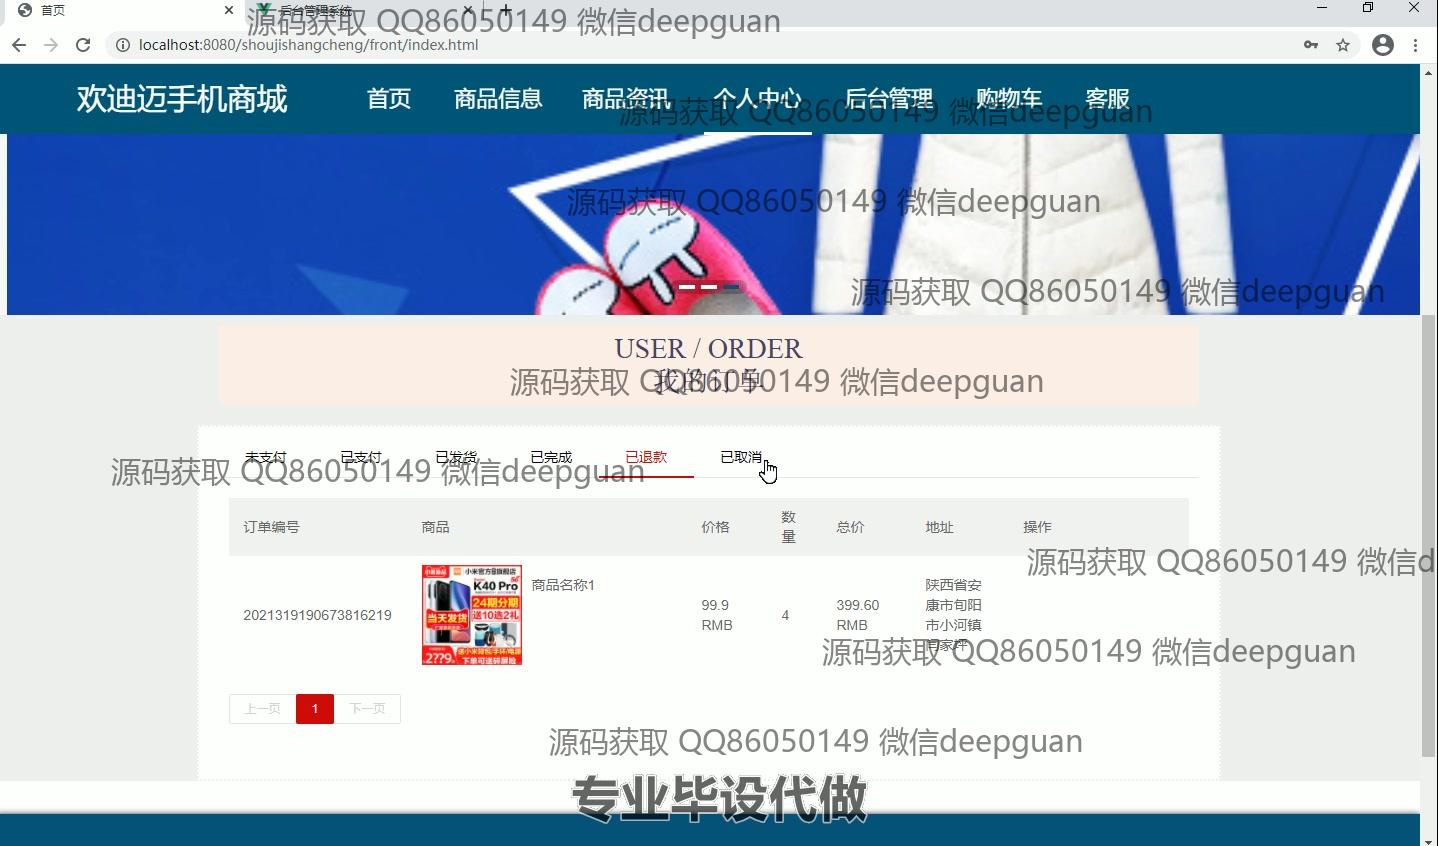 首页
后台管理系统
源码获取 QQ86050149 微信deepguan
localhost:8080/shoujishangcheng/front/index.html
欢迪迈手机商城 首页 商品信息 商品资讯 个人中心 后台管理 购物车 客服
源码获取 QQ86050149 微信deepguan
源码获取 QQ86050149 微信deepguan
源码获取 QQ86050149 微信deepguan
USER / ORDER
我的订单
源码获取 QQ86050149 微信deepguan
未支付 已支付 已发货 已完成 已退款 已取消
源码获取 QQ86050149 微信deepguan
订单编号 商品 价格 数量 总价 地址 操作
源码获取 QQ86050149 微信d
小米官方旗舰店
K40 Pro
24期分期
送10选2礼
当天发货
2??9
下单可送碎屏险
2021319190673816219 商品名称1 99.9 RMB 4 399.60 RMB
陕西省安
康市旬阳
市小河镇
源码获取 QQ86050149 微信deepguan
上一页 1 下一页
源码获取 QQ86050149 微信deepguan
专业毕设代做